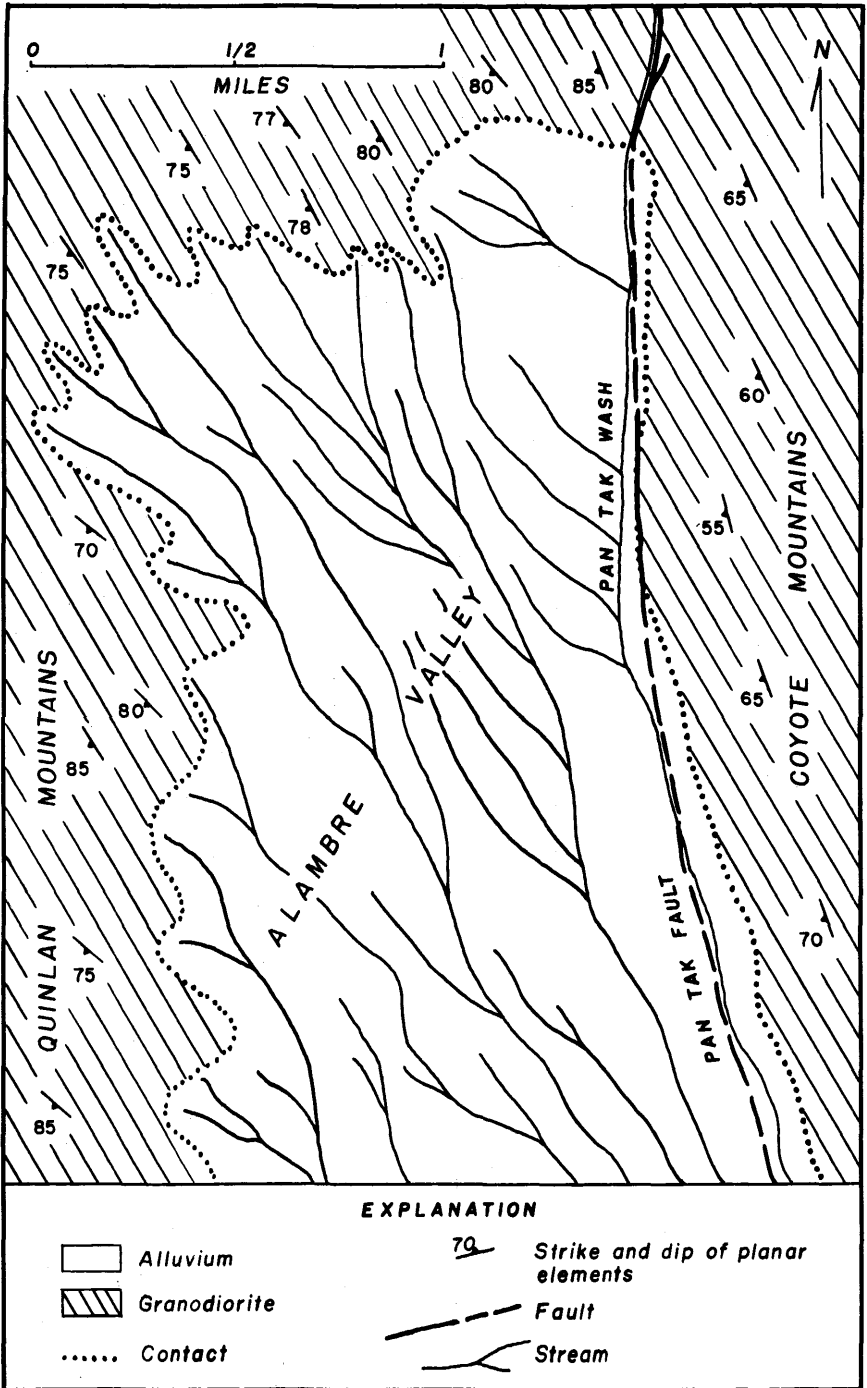 0 1/2 1
MILES
N
80
85
77
75
80
65
78
75
60
PAN TAK WASH
MOUNTAINS
COYOTE
55
70
VALLEY
65
80
85
MOUNTAINS
QUINLAN
ALAMBRE
PAN TAK FAULT
70
75
85
EXPLANATION
Alluvium
Granodiorite
Contact
70 Strike and dip of planar
elements
Fault
Stream